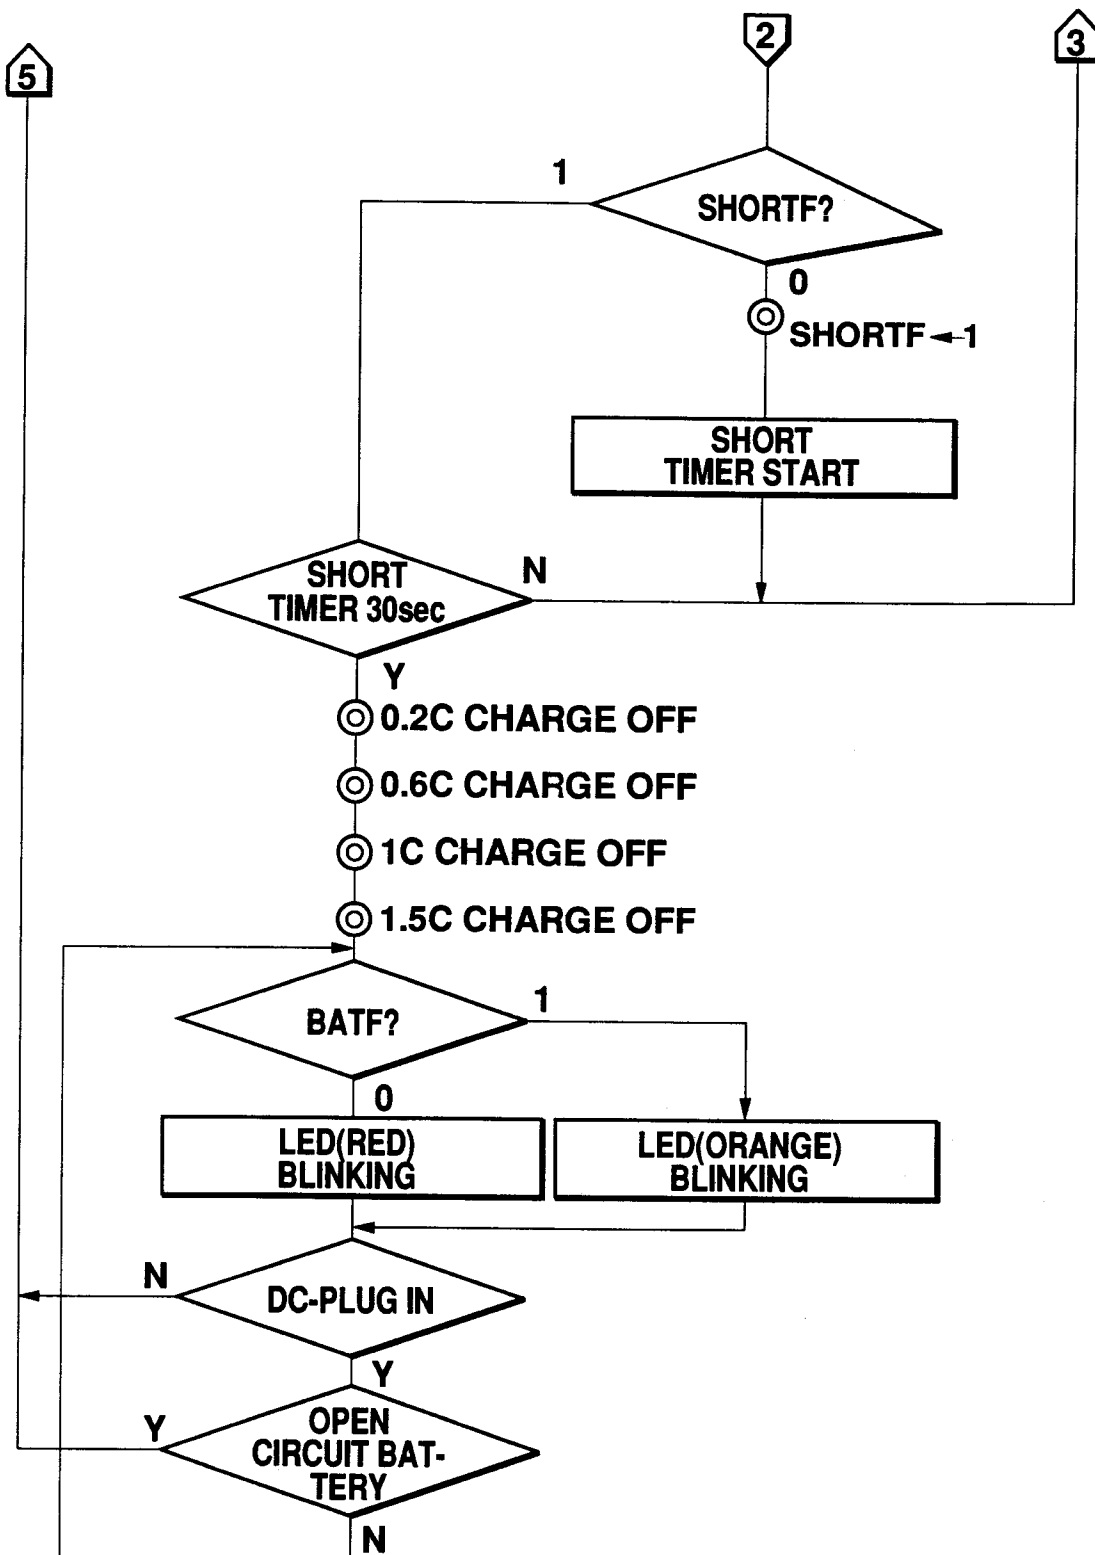 2
3
5
1
SHORTF?
0
SHORTF ← 1
SHORT
TIMER START
SHORT
TIMER 30sec
N
Y
0.2C CHARGE OFF
0.6C CHARGE OFF
1C CHARGE OFF
1.5C CHARGE OFF
BATF?
1
0
LED(RED)
BLINKING
LED(ORANGE)
BLINKING
N
DC-PLUG IN
Y
Y
OPEN
CIRCUIT BAT-
TERY
N